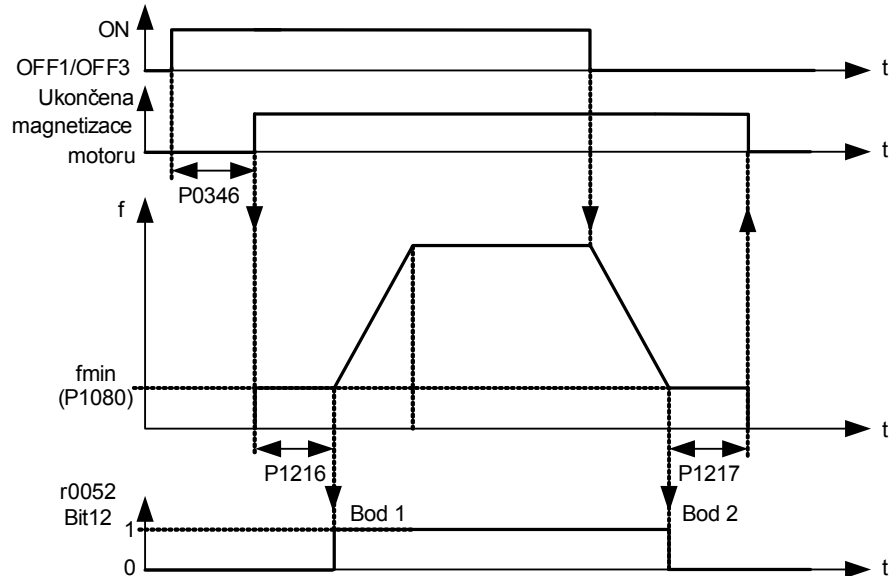 ON
OFF1/OFF3
t
Ukončena
magnetizace
motoru
t
P0346
f
fmin
(P1080)
t
P1216
P1217
r0052
Bit12
Bod 1
Bod 2
1
0
t